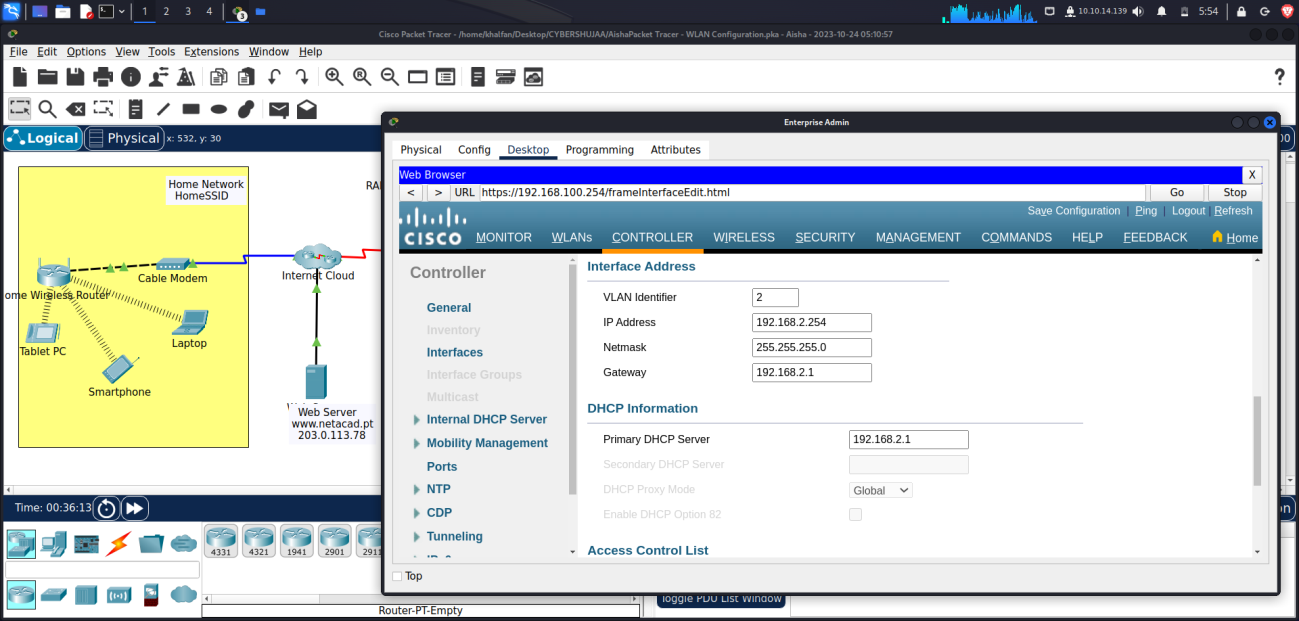 1 2 3 4 3 10.10.14.139 5:54
Cisco Packet Tracer - /home/khalfan/Desktop/CYBERSHUJAA/AishaPacket Tracer - WLAN Configuration.pka - Aisha - 2023-10-24 05:10:57
File Edit Options View Tools Extensions Window Help
?
Enterprise Admin
Logical Physical x: 532, y: 30
Physical Config Desktop Programming Attributes
Web Browser X
< > URL https://192.168.100.254/frameInterfaceEdit.html Go Stop
Save Configuration | Ping | Logout | Refresh
CISCO MONITOR WLANs CONTROLLER WIRELESS SECURITY MANAGEMENT COMMANDS HELP FEEDBACK Home
Home Network
HomeSSID
RA
Cable Modem
Internet Cloud
ome Wireless Router
Tablet PC
Laptop
Smartphone
Web Server
www.netacad.pt
203.0.113.78
Controller
General
Inventory
Interfaces
Interface Groups
Multicast
Internal DHCP Server
Mobility Management
Ports
NTP
CDP
Tunneling
Interface Address
VLAN Identifier 2
IP Address 192.168.2.254
Netmask 255.255.255.0
Gateway 192.168.2.1
DHCP Information
Primary DHCP Server 192.168.2.1
Secondary DHCP Server
DHCP Proxy Mode Global
Enable DHCP Option 82
Access Control List
Top
Time: 00:36:13
4331 4321 1941 2901 2911
Router-PT-Empty
Toggle PDU List Window